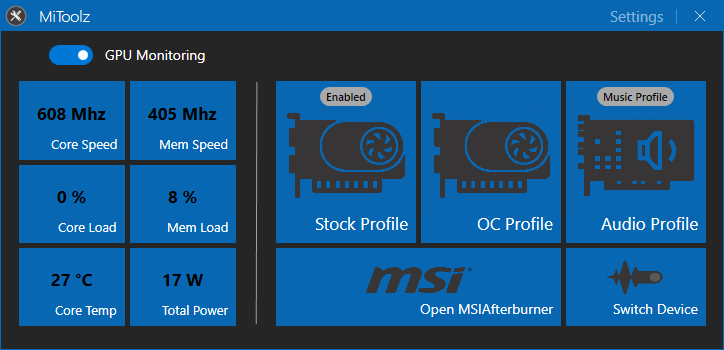 MiToolz
Settings
GPU Monitoring
608 Mhz
Core Speed
405 Mhz
Mem Speed
0 %
Core Load
8 %
Mem Load
27 °C
Core Temp
17 W
Total Power
Enabled
Stock Profile
OC Profile
Music Profile
Audio Profile
msi
Open MSIAfterburner
Switch Device